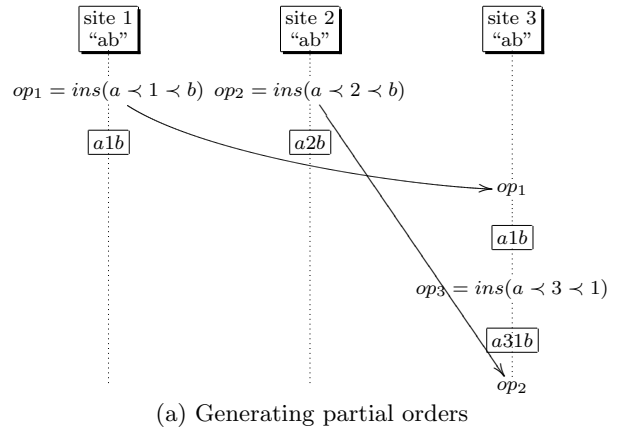 site 1 site 2 site 3
“ab” “ab” “ab”
op₁ = ins(a ≺ 1 ≺ b) op₂ = ins(a ≺ 2 ≺ b)
a1b a2b
op₁
a1b
op₃ = ins(a ≺ 3 ≺ 1)
a31b
op₂
(a) Generating partial orders